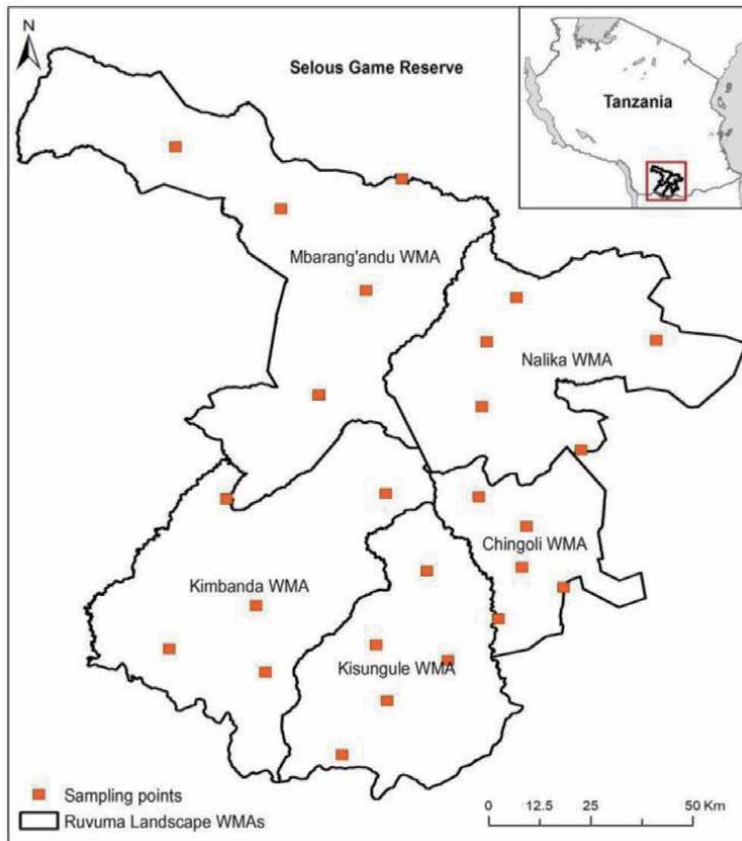 N
Selous Game Reserve
Tanzania
Mbarang'andu WMA
Nalika WMA
Chingoli WMA
Kimbanda WMA
Kisungule WMA
Sampling points
Ruvuma Landscape WMAs
0 12.5 25 50 Km